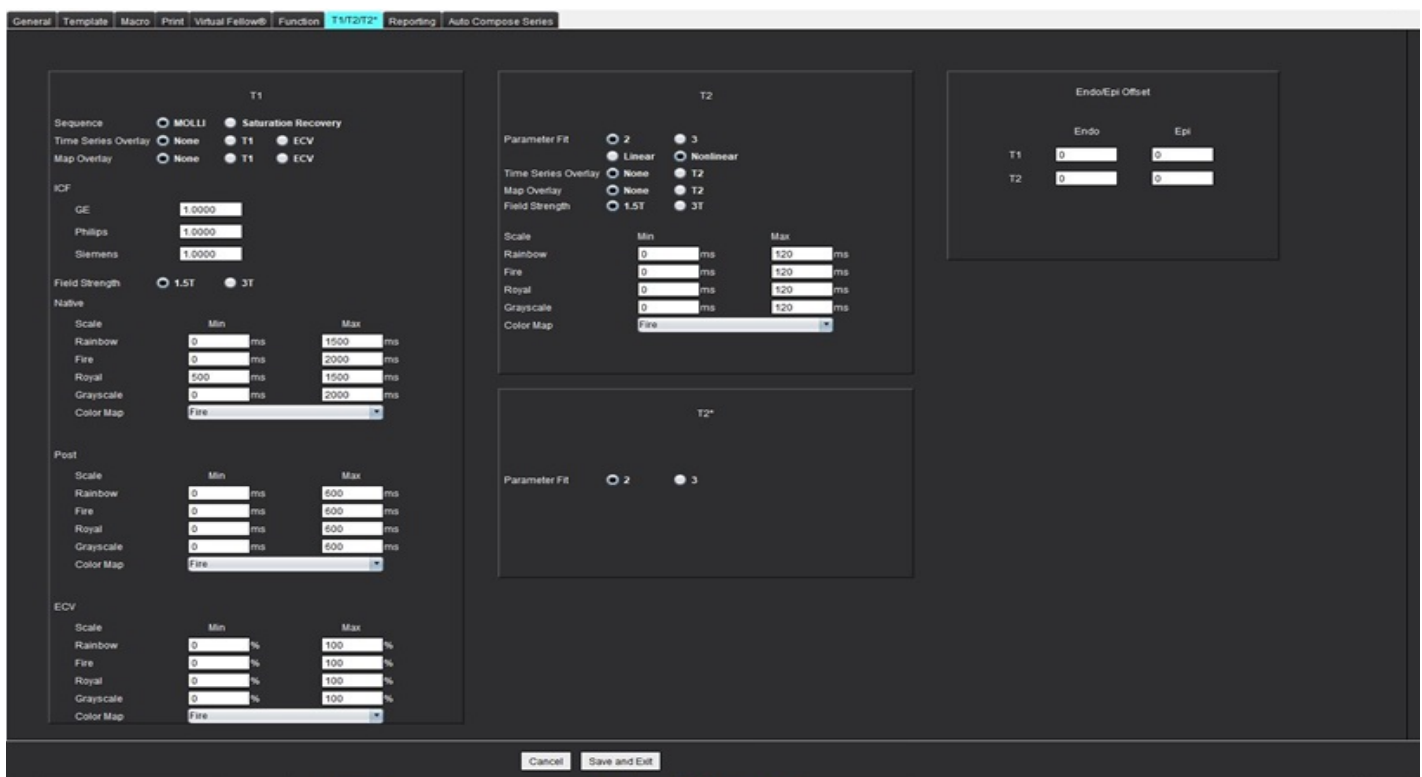 General Template Macro Print Virtual Fellow® Function T1/T2/T2* Reporting Auto Compose Series
T1
Sequence MOLLI Saturation Recovery
Time Series Overlay None T1 ECV
Map Overlay None T1 ECV
ICF
GE 1.0000
Philips 1.0000
Siemens 1.0000
Field Strength 1.5T 3T
Native
Scale Min Max
Rainbow 0 ms 1500 ms
Fire 0 ms 2000 ms
Royal 500 ms 1500 ms
Grayscale 0 ms 2000 ms
Color Map Fire
Post
Scale Min Max
Rainbow 0 ms 600 ms
Fire 0 ms 600 ms
Royal 0 ms 600 ms
Grayscale 0 ms 600 ms
Color Map Fire
ECV
Scale Min Max
Rainbow 0 % 100 %
Fire 0 % 100 %
Royal 0 % 100 %
Grayscale 0 % 100 %
Color Map Fire
T2
Parameter Fit 2 3
Linear Nonlinear
Time Series Overlay None T2
Map Overlay None T2
Field Strength 1.5T 3T
Scale Min Max
Rainbow 0 ms 120 ms
Fire 0 ms 120 ms
Royal 0 ms 120 ms
Grayscale 0 ms 120 ms
Color Map Fire
T2*
Parameter Fit 2 3
Endo/Epi Offset
Endo Epi
T1 0 0
T2 0 0
Cancel Save and Exit